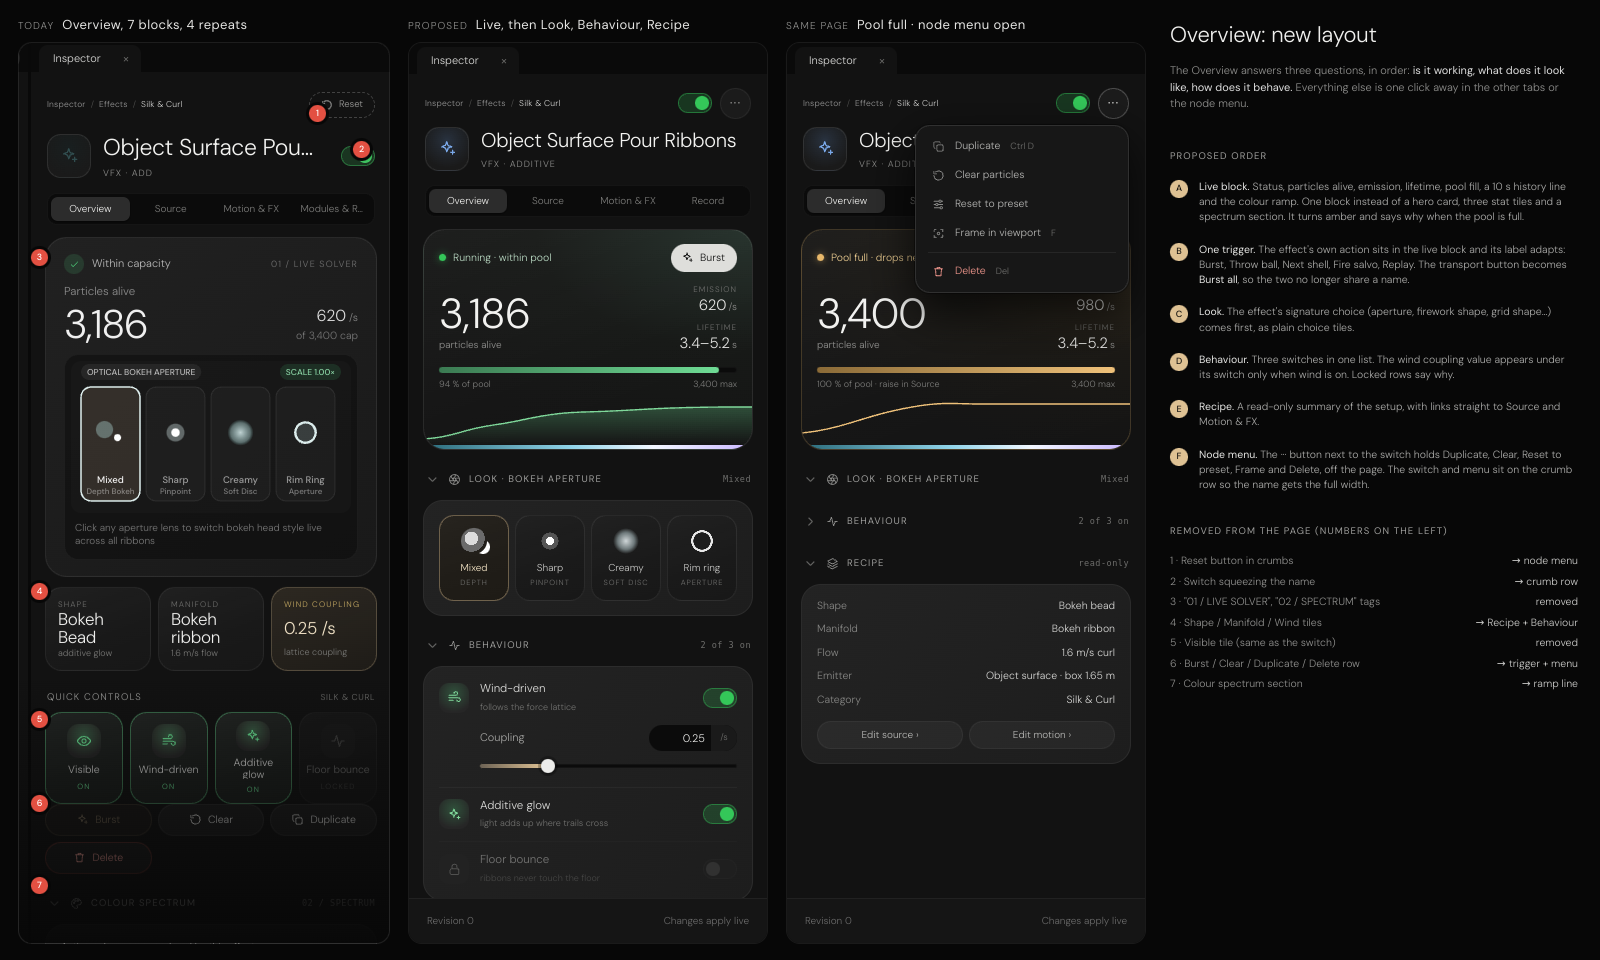 TODAY Overview, 7 blocks, 4 repeats
Inspector ×
Inspector / Effects / Silk & Curl
Reset
1
Object Surface Pou...
2
VFX · ADD
Overview Source Motion & FX Modules & R...
3
Within capacity 01 / LIVE SOLVER
Particles alive
3,186
620 /s
of 3,400 cap
OPTICAL BOKEH APERTURE SCALE 1.00×
Mixed Sharp Creamy Rim Ring
Depth Bokeh Pinpoint Soft Disc Aperture
Click any aperture lens to switch bokeh head style live
across all ribbons
4
SHAPE MANIFOLD WIND COUPLING
Bokeh
Bead
Bokeh
ribbon
0.25 /s
additive glow 1.6 m/s flow lattice coupling
QUICK CONTROLS SILK & CURL
5
Visible Wind-driven Additive
glow
Floor bounce
ON ON ON LOCKED
6
Burst Clear Duplicate
Delete
7
COLOUR SPECTRUM 02 / SPECTRUM
PROPOSED Live, then Look, Behaviour, Recipe
Inspector ×
Inspector / Effects / Silk & Curl
Object Surface Pour Ribbons
VFX · ADDITIVE
Overview Source Motion & FX Record
Running · within pool Burst
3,186
particles alive
EMISSION
620 /s
LIFETIME
3.4–5.2 s
94 % of pool 3,400 max
LOOK · BOKEH APERTURE Mixed
Mixed Sharp Creamy Rim ring
DEPTH PINPOINT SOFT DISC APERTURE
BEHAVIOUR 2 of 3 on
Wind-driven
follows the force lattice
Coupling 0.25 /s
Additive glow
light adds up where trails cross
Floor bounce
ribbons never touch the floor
Revision 0 Changes apply live
SAME PAGE Pool full · node menu open
Inspector ×
Inspector / Effects / Silk & Curl
Object
VFX · ADDIT
Overview S
Duplicate Ctrl D
Clear particles
Reset to preset
Frame in viewport F
Delete Del
Pool full · drops ne
3,400
particles alive
980 /s
LIFETIME
3.4–5.2 s
100 % of pool · raise in Source 3,400 max
LOOK · BOKEH APERTURE Mixed
BEHAVIOUR 2 of 3 on
RECIPE read-only
Shape Bokeh bead
Manifold Bokeh ribbon
Flow 1.6 m/s curl
Emitter Object surface · box 1.65 m
Category Silk & Curl
Edit source › Edit motion ›
Revision 0 Changes apply live
Overview: new layout
The Overview answers three questions, in order: is it working, what does it look
like, how does it behave. Everything else is one click away in the other tabs or
the node menu.
PROPOSED ORDER
A Live block. Status, particles alive, emission, lifetime, pool fill, a 10 s history line
and the colour ramp. One block instead of a hero card, three stat tiles and a
spectrum section. It turns amber and says why when the pool is full.
B One trigger. The effect's own action sits in the live block and its label adapts:
Burst, Throw ball, Next shell, Fire salvo, Replay. The transport button becomes
Burst all, so the two no longer share a name.
C Look. The effect's signature choice (aperture, firework shape, grid shape...)
comes first, as plain choice tiles.
D Behaviour. Three switches in one list. The wind coupling value appears under
its switch only when wind is on. Locked rows say why.
E Recipe. A read-only summary of the setup, with links straight to Source and
Motion & FX.
F Node menu. The ··· button next to the switch holds Duplicate, Clear, Reset to
preset, Frame and Delete, off the page. The switch and menu sit on the crumb
row so the name gets the full width.
REMOVED FROM THE PAGE (NUMBERS ON THE LEFT)
1 · Reset button in crumbs → node menu
2 · Switch squeezing the name → crumb row
3 · "01 / LIVE SOLVER", "02 / SPECTRUM" tags removed
4 · Shape / Manifold / Wind tiles → Recipe + Behaviour
5 · Visible tile (same as the switch) removed
6 · Burst / Clear / Duplicate / Delete row → trigger + menu
7 · Colour spectrum section → ramp line